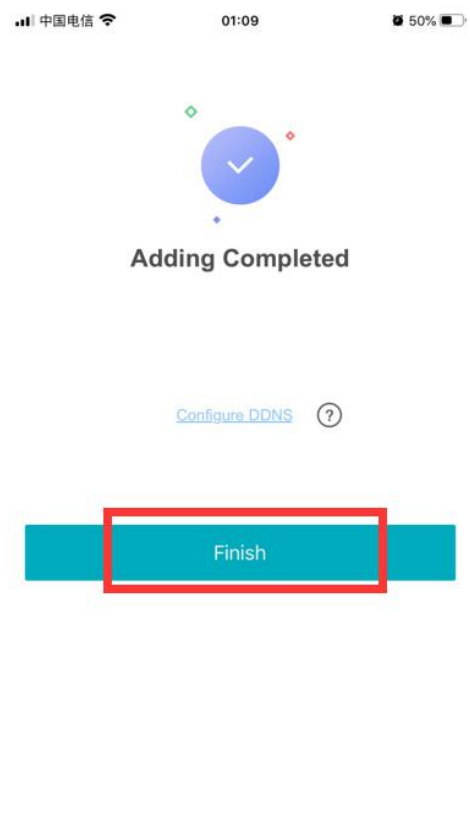 中国电信 01:09 50%
Adding Completed
Configure DDNS ?
Finish